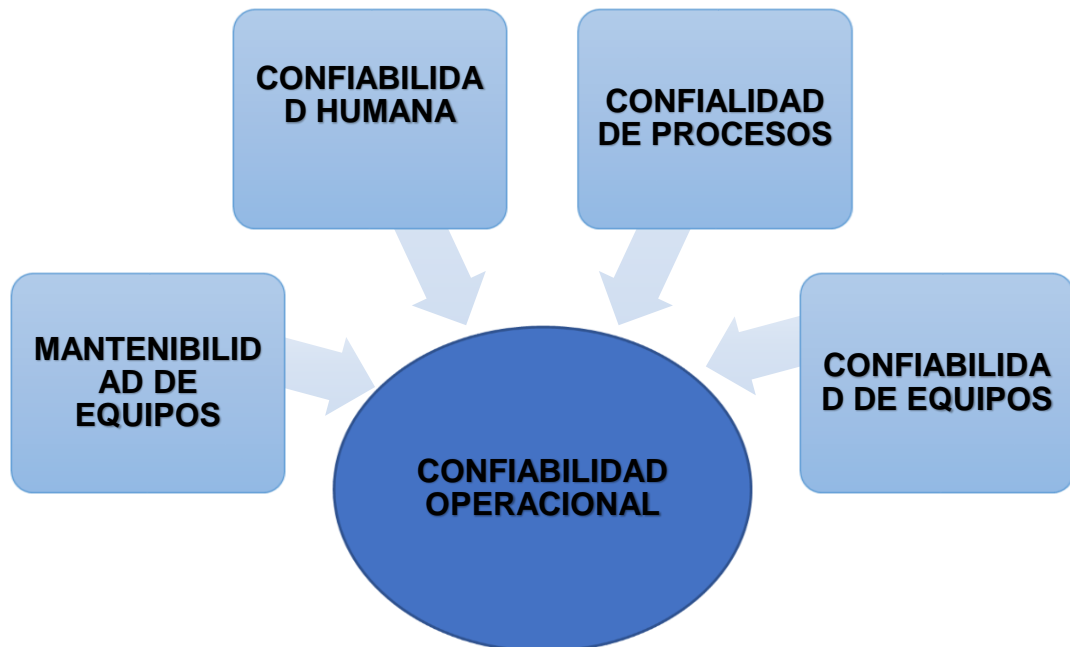 CONFIABILIDA
D HUMANA
CONFIALIDAD
DE PROCESOS
MANTENIBILID
AD DE
EQUIPOS
CONFIABILIDA
D DE EQUIPOS
CONFIABILIDAD
OPERACIONAL